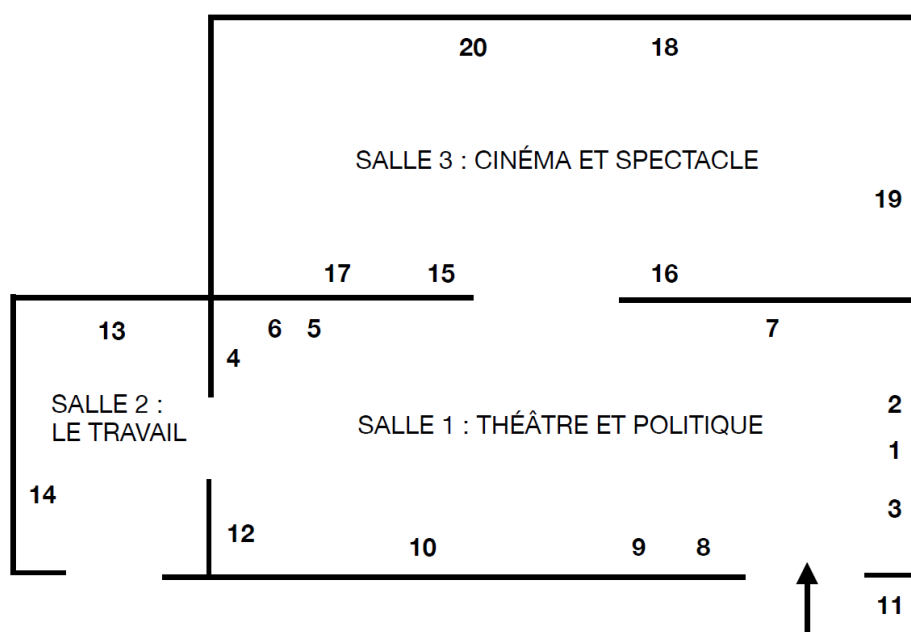 20 18
SALLE 3 : CINÉMA ET SPECTACLE
19
17 15 16
13 6 5 7
4
SALLE 2 :
LE TRAVAIL
SALLE 1 : THÉÂTRE ET POLITIQUE
2
1
14 3
12 10 9 8
11